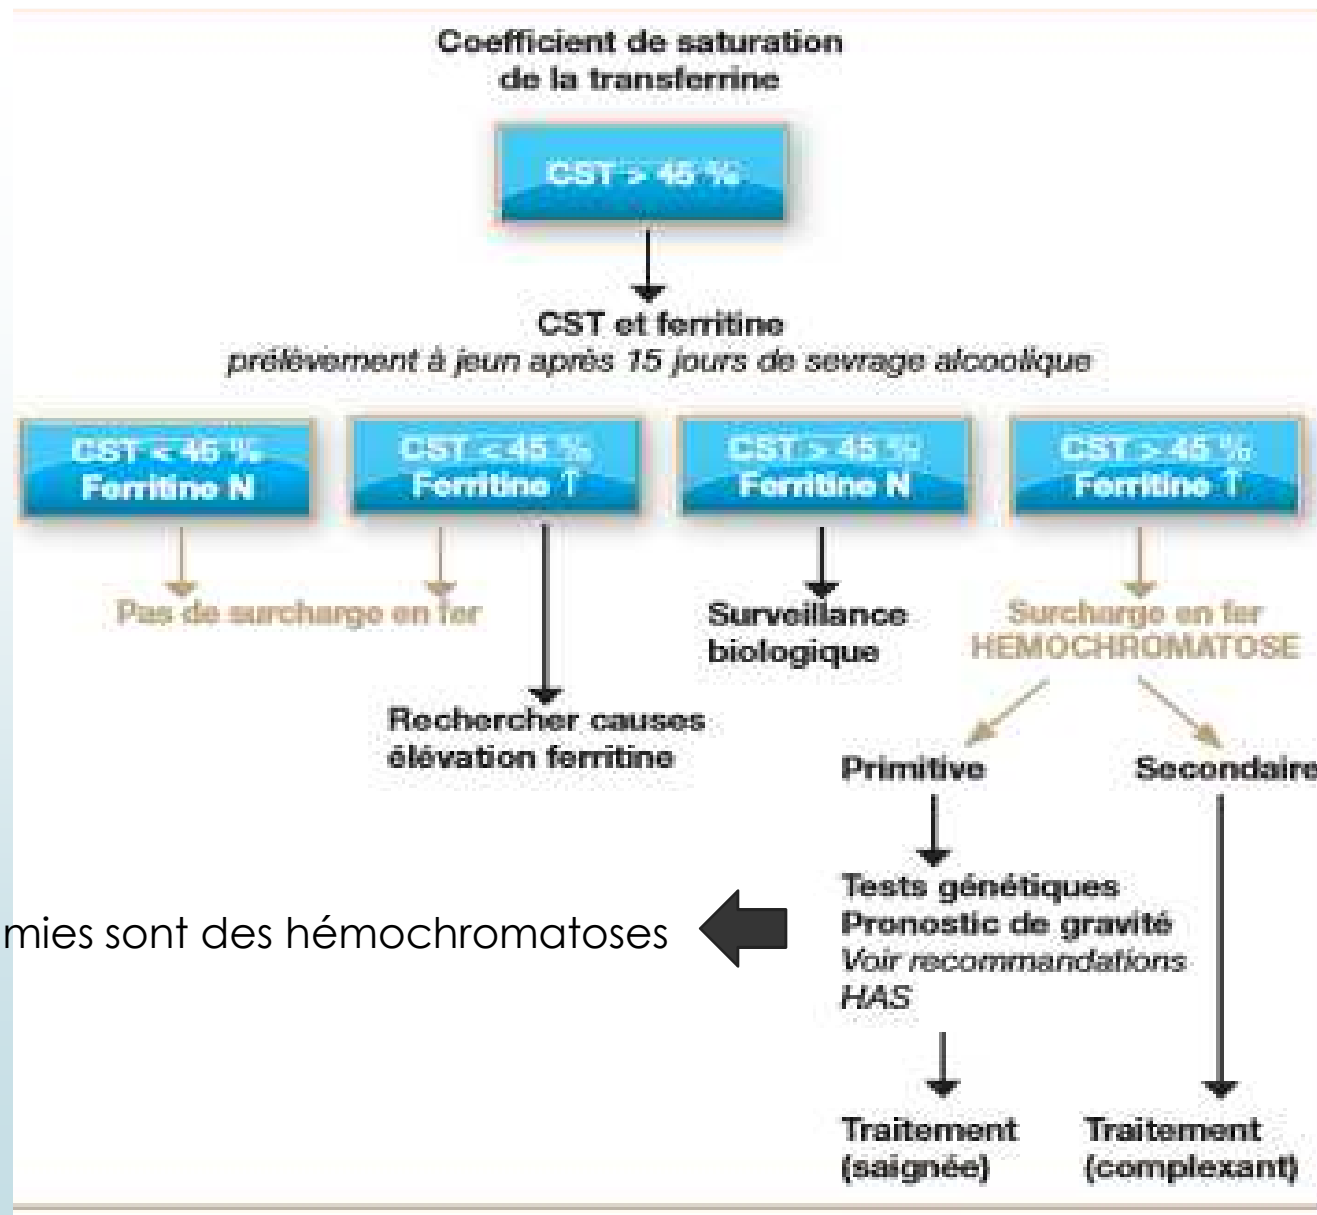 Coefficient de saturation
de la transferrine
CST > 45 %
CST et ferritine
prélèvement à jeun après 15 jours de sevrage alcoolique
CST < 45 %
Ferritine N
CST < 45 %
Ferritine ↑
CST > 45 %
Ferritine N
CST > 45 %
Ferritine ↑
Pas de surcharge en fer
Surveillance
biologique
Surcharge en fer
HEMOCHROMATOSE
Rechercher causes
élévation ferritine
Primitive
Secondaire
Tests génétiques
Pronostic de gravité
Voir recommandations
HAS
mies sont des hémochromatoses
Traitement
(saignée)
Traitement
(complexant)